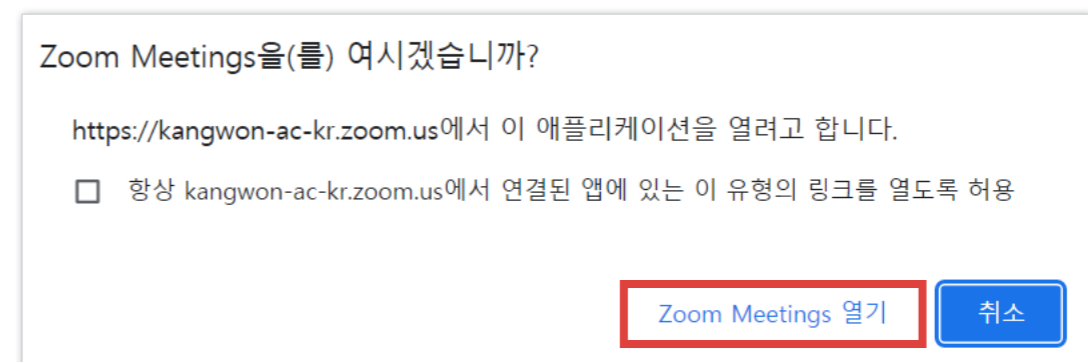 Zoom Meetings을(를) 여시겠습니까?
https://kangwon-ac-kr.zoom.us에서 이 애플리케이션을 열려고 합니다.
항상 kangwon-ac-kr.zoom.us에서 연결된 앱에 있는 이 유형의 링크를 열도록 허용
Zoom Meetings 열기 취소